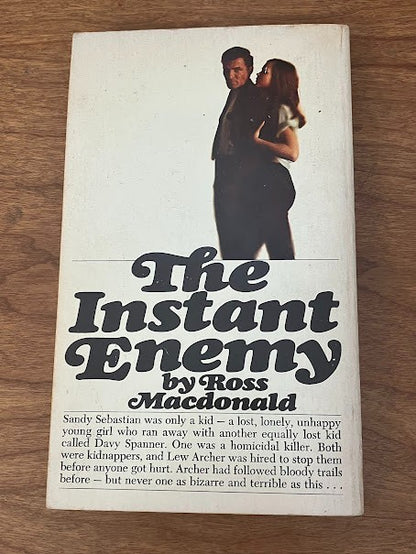 The
Instant
Enemy
by Ross
Macdonald
Sandy Sebastian was only a kid — a lost, lonely, unhappy
young girl who ran away with another equally lost kid
called Davy Spanner. One was a homicidal killer. Both
were kidnappers, and Lew Archer was hired to stop them
before anyone got hurt. Archer had followed bloody trails
before — but never one as bizarre and terrible as this . . .